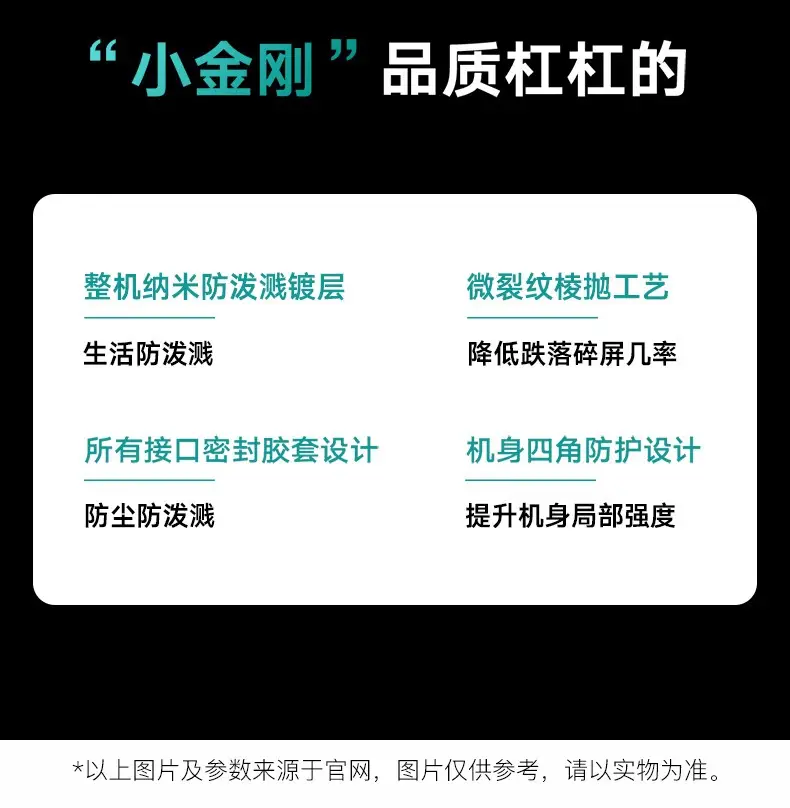 “小金刚”品质杠杠的
整机纳米防泼溅镀层
生活防泼溅
微裂纹棱抛工艺
降低跌落碎屏几率
所有接口密封胶套设计
防尘防泼溅
机身四角防护设计
提升机身局部强度
*以上图片及参数来源于官网，图片仅供参考，请以实物为准。